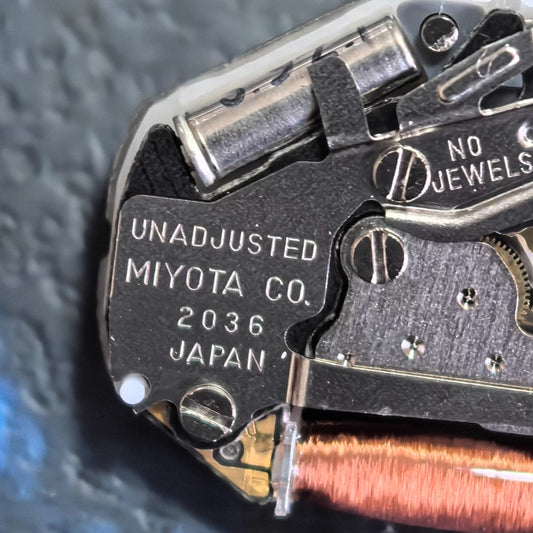 NO
JEWELS
UNADJUSTED
MIYOTA CO.
2036
JAPAN